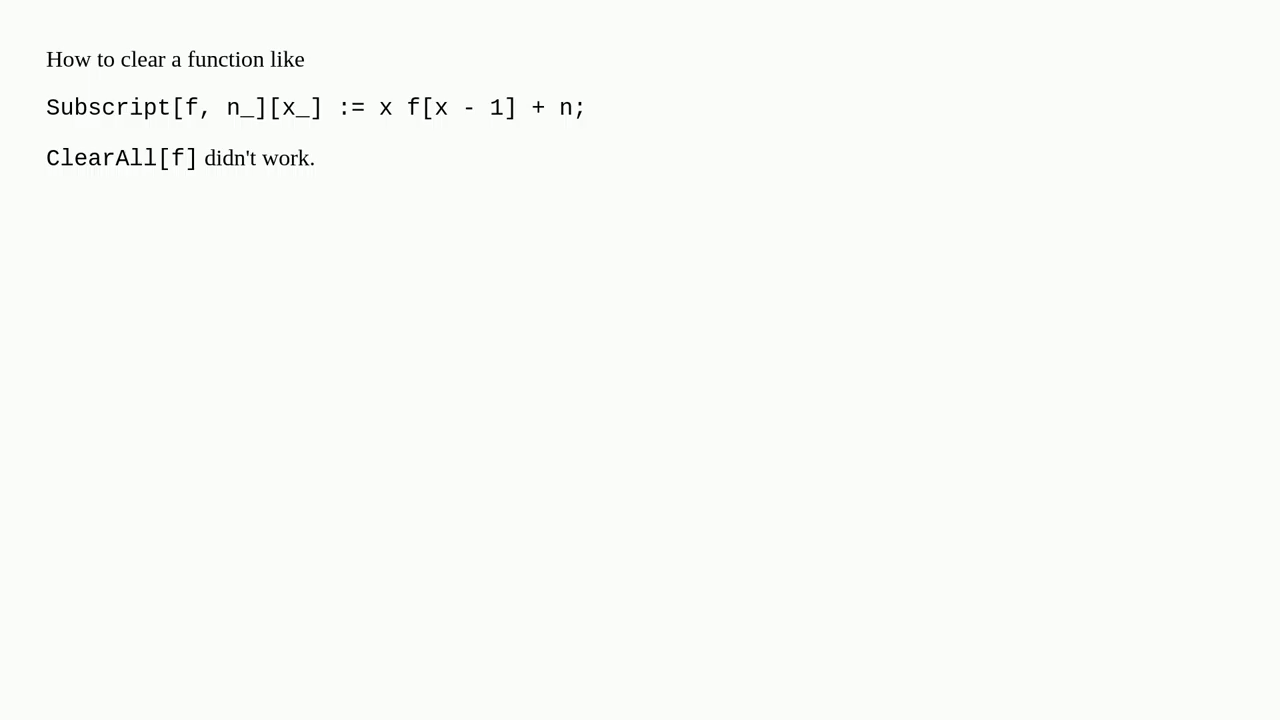 How to clear a function like
Subscript[f, n_][x_] := x f[x - 1] + n;
ClearAll[f] didn't work.